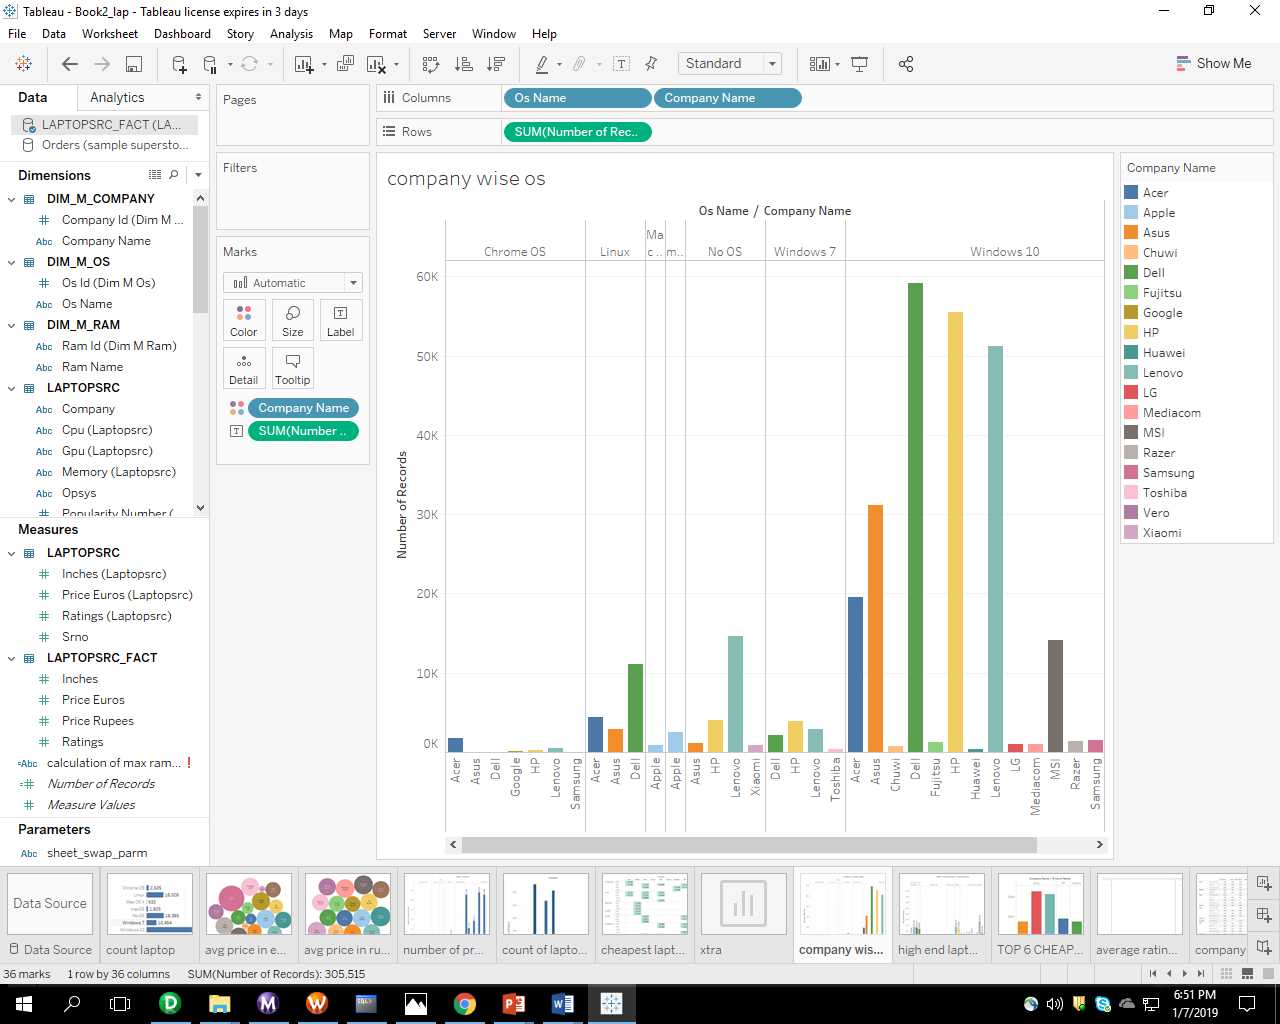 Tableau - Book2_lap - Tableau license expires in 3 days
File Data Worksheet Dashboard Story Analysis Map Format Server Window Help
Standard
Show Me
Data Analytics
LAPTOPSRC_FACT (LA...
Orders (sample supersto...
Dimensions
DIM_M_COMPANY
# Company Id (Dim M ...
Abc Company Name
DIM_M_OS
# Os Id (Dim M Os)
Abc Os Name
DIM_M_RAM
Abc Ram Id (Dim M Ram)
Abc Ram Name
LAPTOPSRC
Abc Company
Abc Cpu (Laptopsrc)
Abc Gpu (Laptopsrc)
Abc Memory (Laptopsrc)
Abc Opsys
# Popularity Number (
Measures
LAPTOPSRC
# Inches (Laptopsrc)
# Price Euros (Laptopsrc)
# Ratings (Laptopsrc)
# Srno
LAPTOPSRC_FACT
# Inches
# Price Euros
# Price Rupees
# Ratings
=Abc calculation of max ram... !
=# Number of Records
# Measure Values
Parameters
Abc sheet_swap_parm
Pages
Filters
Marks
Automatic
Color Size Label
Detail Tooltip
Company Name
SUM(Number ..
Columns Os Name Company Name
Rows SUM(Number of Rec..
company wise os
Os Name / Company Name
Chrome OS Linux Ma c .. m.. No OS Windows 7 Windows 10
60K
50K
40K
30K
20K
10K
0K
Number of Records
Acer Asus Dell Google HP Lenovo Samsung Acer Asus Dell Apple Apple Asus HP Lenovo Xiaomi Dell HP Lenovo Toshiba Acer Asus Chuwi Dell Fujitsu HP Huawei Lenovo LG Mediacom MSI Razer Samsung
Company Name
Acer
Apple
Asus
Chuwi
Dell
Fujitsu
Google
HP
Huawei
Lenovo
LG
Mediacom
MSI
Razer
Samsung
Toshiba
Vero
Xiaomi
Data Source
Data Source count laptop avg price in e... avg price in ru... number of pr... count of lapto... cheapest lapt... xtra company wis... high end lapt... TOP 6 CHEAP... average ratin... company
36 marks 1 row by 36 columns SUM(Number of Records): 305,515
6:51 PM
1/7/2019